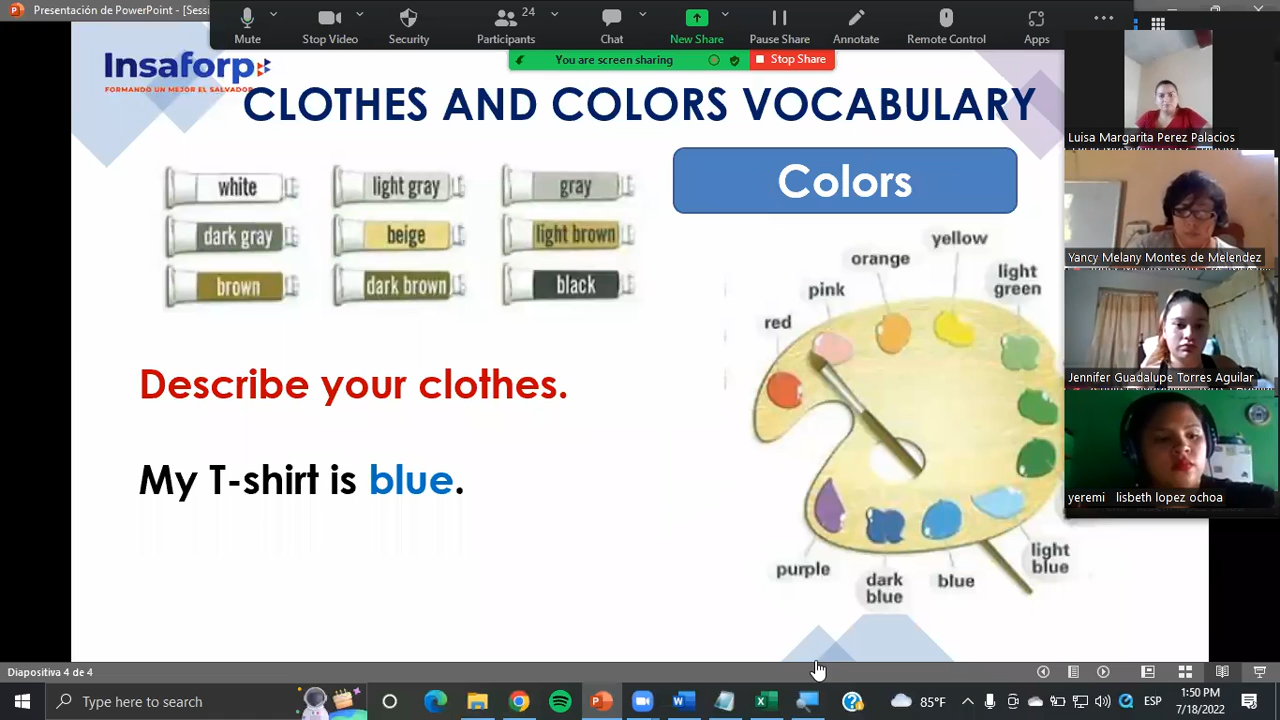 Presentación de PowerPoint - [Sesi
Mute
Stop Video
Security
24
Participants
Chat
New Share
Pause Share
Annotate
Remote Control
Apps
You are screen sharing
Stop Share
Insaforp
FORMANDO UN MEJOR EL SALVADOR
CLOTHES AND COLORS VOCABULARY
white
light gray
gray
dark gray
beige
light brown
brown
dark brown
black
Colors
yellow
orange
light
green
pink
red
purple
dark
blue
blue
light
blue
Describe your clothes.
My T-shirt is blue.
Luisa Margarita Perez Palacios
Yancy Melany Montes de Melendez
Jennifer Guadalupe Torres Aguilar
yeremi lisbeth lopez ochoa
Diapositiva 4 de 4
Type here to search
85°F
ESP
1:50 PM
7/18/2022